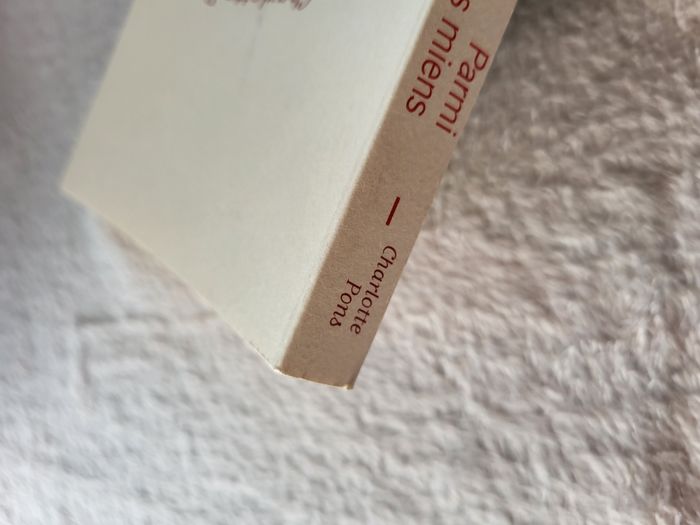 Parmi
s miens
—
Charlotte
Pons